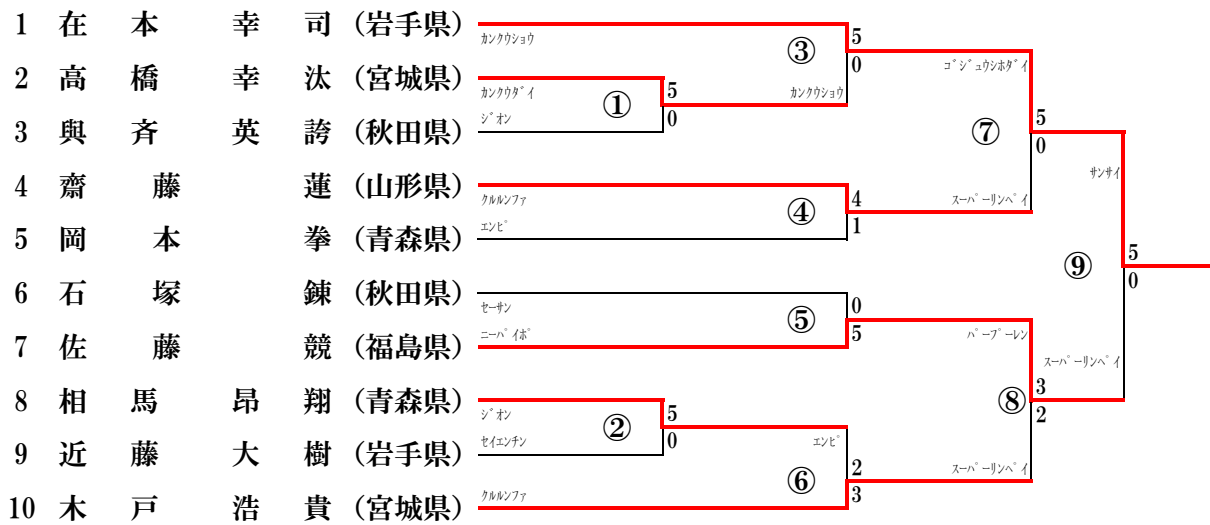 1 在本 幸司 (岩手県)
カンクウショウ
③
5
0
ゴジュウシホダイ
2 高橋 幸汰 (宮城県)
カンクウダイ
①
5
0
カンクウショウ
ジオン
3 與斉 英誇 (秋田県)
⑦
5
0
サンサイ
4 齋藤 蓮 (山形県)
クルルンファ
④
4
1
スーパーリンペイ
エンピ
5 岡本 拳 (青森県)
⑨
5
0
6 石塚 錬 (秋田県)
セーサン
⑤
0
5
パープーレン
ニーパイポ
7 佐藤 競 (福島県)
スーパーリンペイ
⑧
3
2
8 相馬 昂翔 (青森県)
ジオン
②
5
0
エンピ
セイエンチン
9 近藤 大樹 (岩手県)
⑥
2
3
スーパーリンペイ
クルルンファ
10 木戸 浩貴 (宮城県)